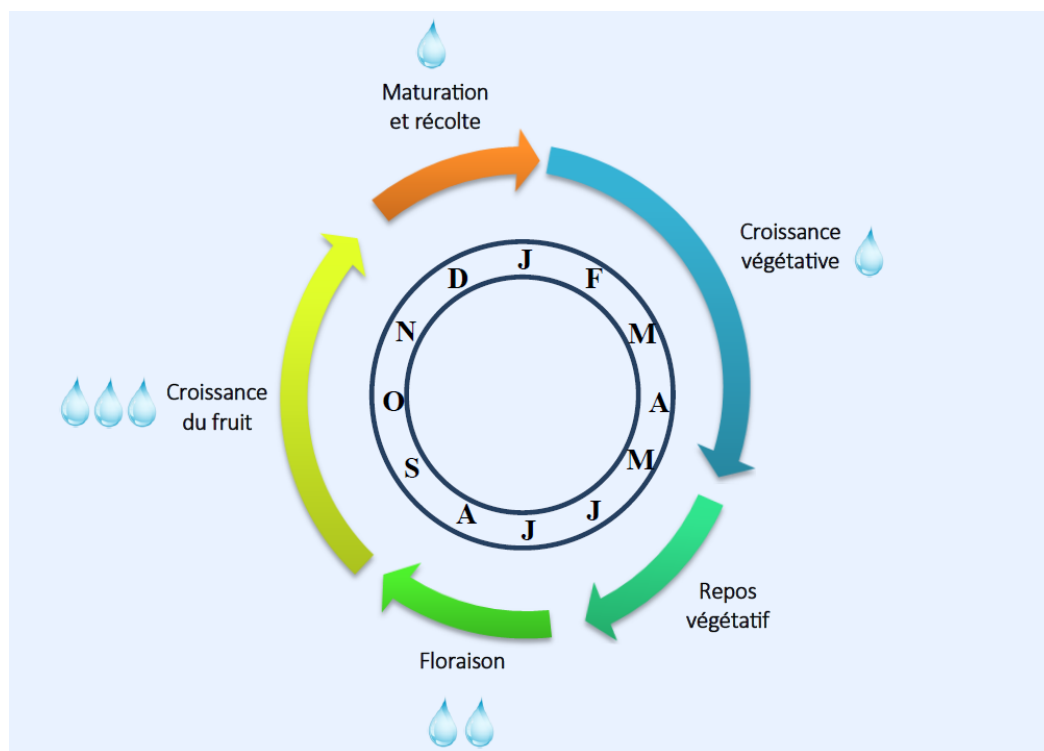 Maturation
et récolte
Croissance
végétative
Repos
végétatif
Floraison
Croissance
du fruit
J
F
M
A
M
J
J
A
S
O
N
D